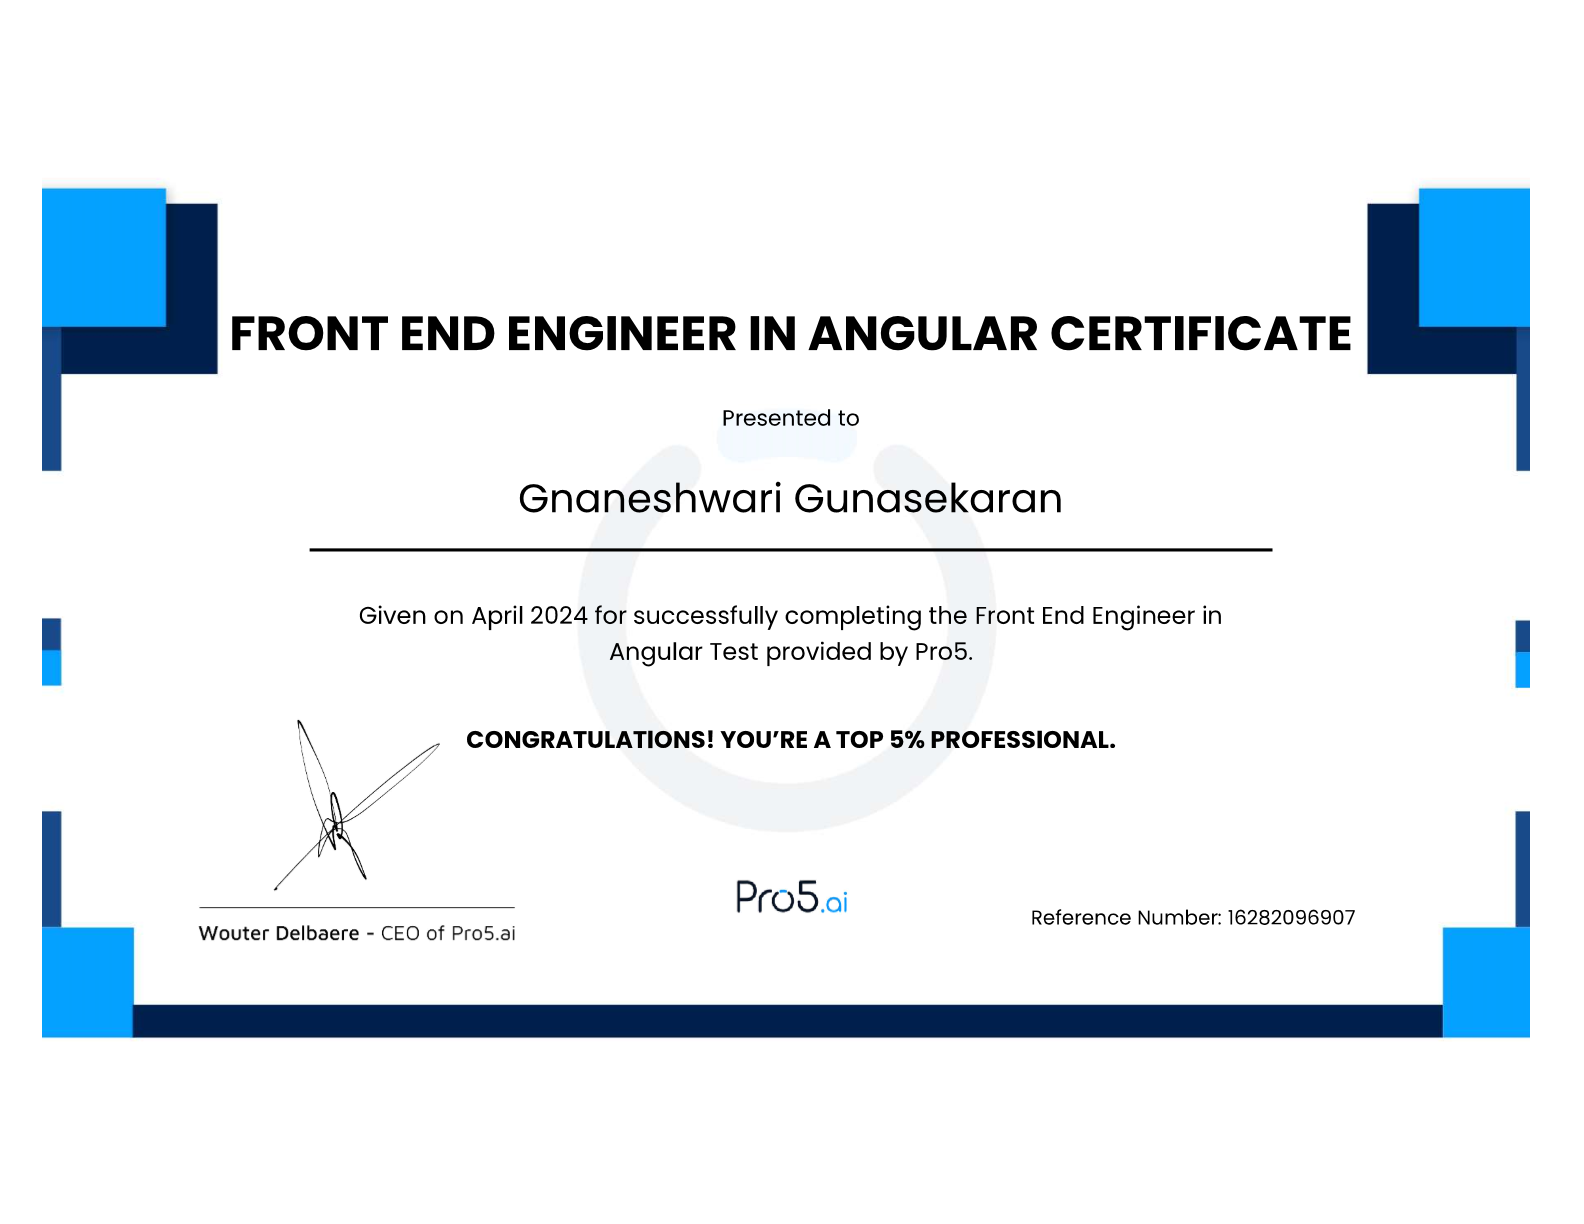 FRONT END ENGINEER IN ANGULAR CERTIFICATE
Presented to
Gnaneshwari Gunasekaran
Given on April 2024 for successfully completing the Front End Engineer in
Angular Test provided by Pro5.
CONGRATULATIONS! YOU’RE A TOP 5% PROFESSIONAL.
Pro5.ai
Reference Number: 16282096907
Wouter Delbaere - CEO of Pro5.ai